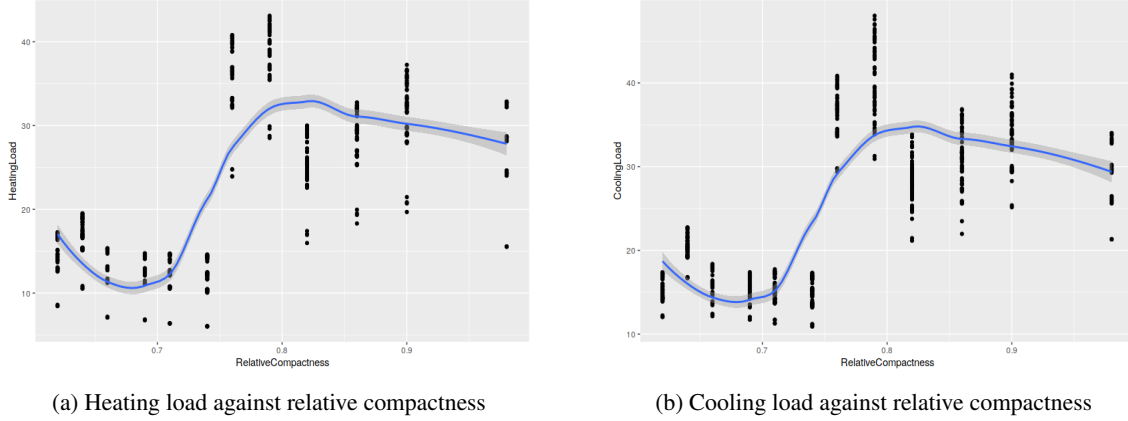 40
30
20
10
HeatingLoad
0.7
0.8
0.9
RelativeCompactness
(a) Heating load against relative compactness
40
30
20
10
CoolingLoad
0.7
0.8
0.9
RelativeCompactness
(b) Cooling load against relative compactness